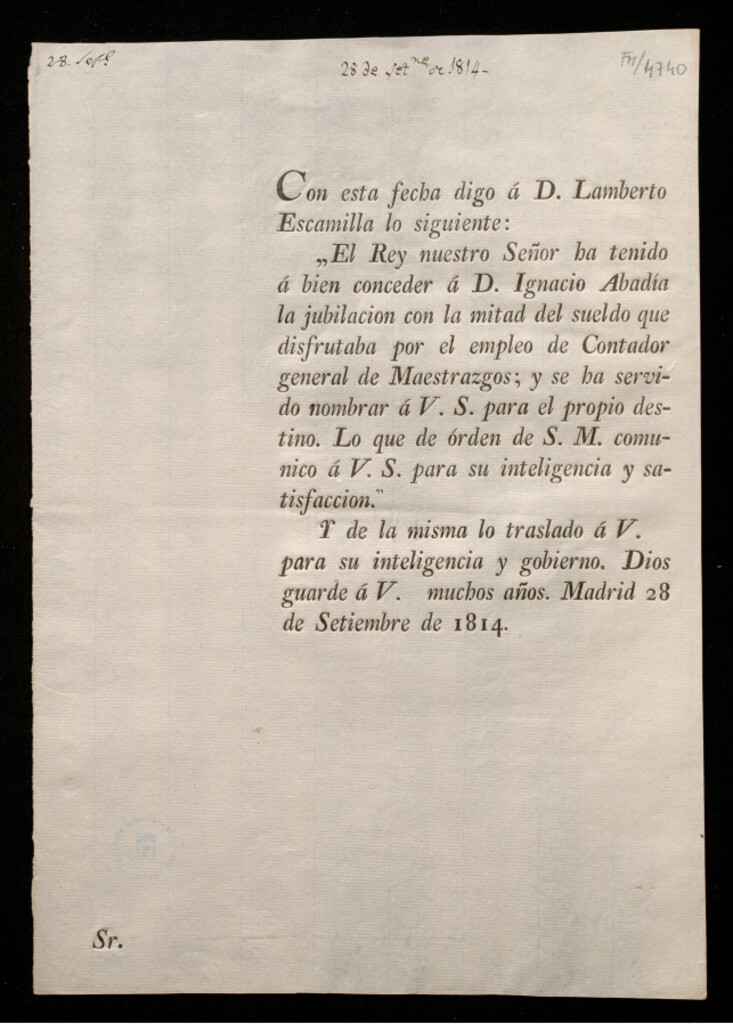 28. Sepe
28 de Setne de 1814-
Fn/4740
Con esta fecha digo á D. Lamberto
Escamilla lo siguiente:
„El Rey nuestro Señor ha tenido
á bien conceder á D. Ignacio Abadía
la jubilacion con la mitad del sueldo que
disfrutaba por el empleo de Contador
general de Maestrazgos; y se ha servi-
do nombrar á V. S. para el propio des-
tino. Lo que de órden de S. M. comu-
nico á V. S. para su inteligencia y sa-
tisfaccion.”
Y de la misma lo traslado á V.
para su inteligencia y gobierno. Dios
guarde á V. muchos años. Madrid 28
de Setiembre de 1814.
Sr.